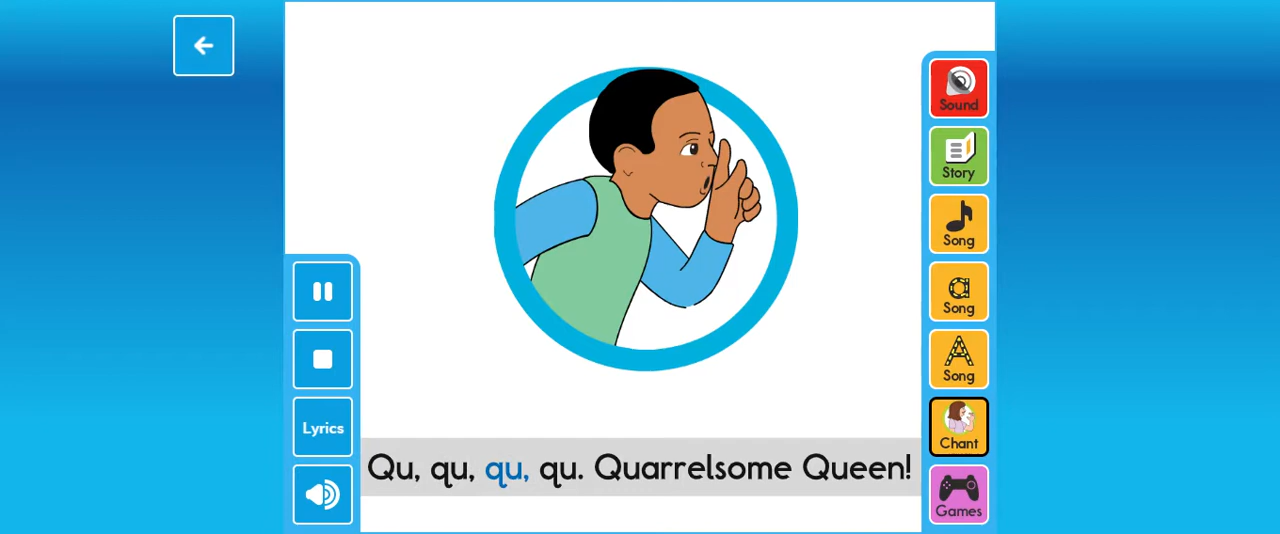 Sound
Story
Song
a
Song
A
Song
Chant
Games
Lyrics
Qu, qu, qu, qu. Quarrelsome Queen!